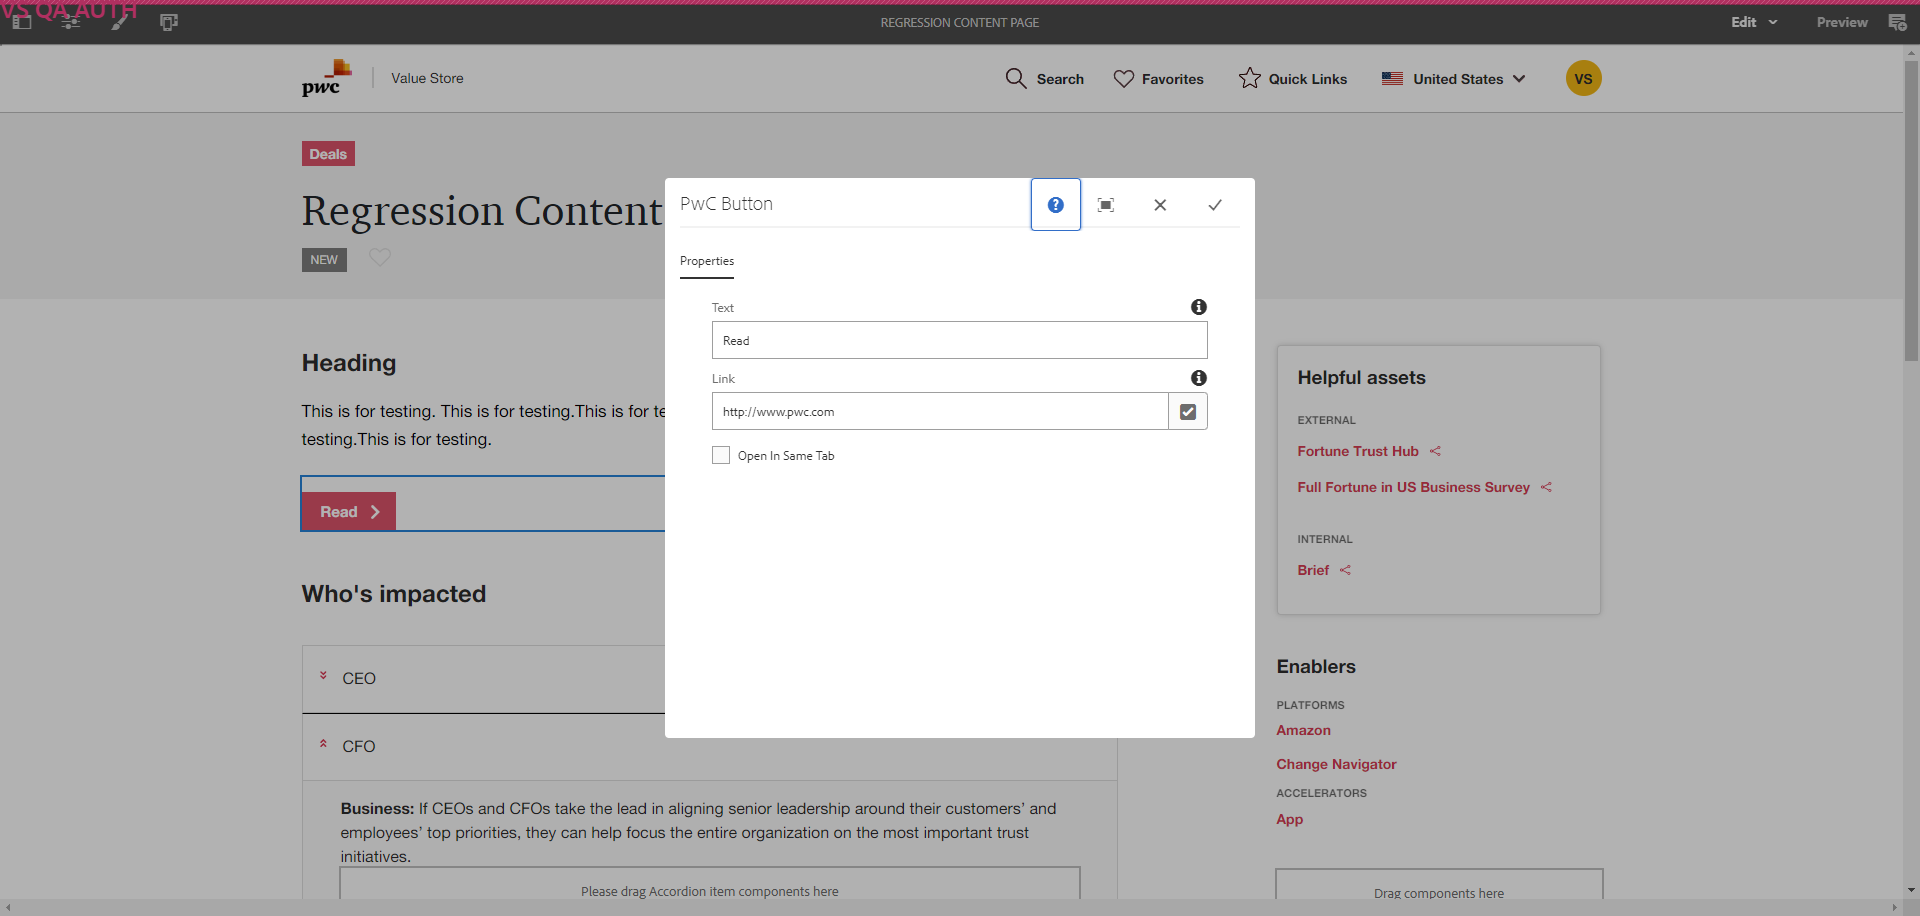 VS QA AUTH
REGRESSION CONTENT PAGE
Edit
Preview
pwc
Value Store
Search
Favorites
Quick Links
United States
VS
Deals
Regression Content
NEW
PwC Button
?
Properties
Text
Read
Link
http://www.pwc.com
Open In Same Tab
Heading
This is for testing. This is for testing.This is for te
testing.This is for testing.
Read
Who's impacted
CEO
CFO
Business: If CEOs and CFOs take the lead in aligning senior leadership around their customers’ and
employees’ top priorities, they can help focus the entire organization on the most important trust
initiatives.
Please drag Accordion item components here
Helpful assets
EXTERNAL
Fortune Trust Hub
Full Fortune in US Business Survey
INTERNAL
Brief
Enablers
PLATFORMS
Amazon
Change Navigator
ACCELERATORS
App
Drag components here